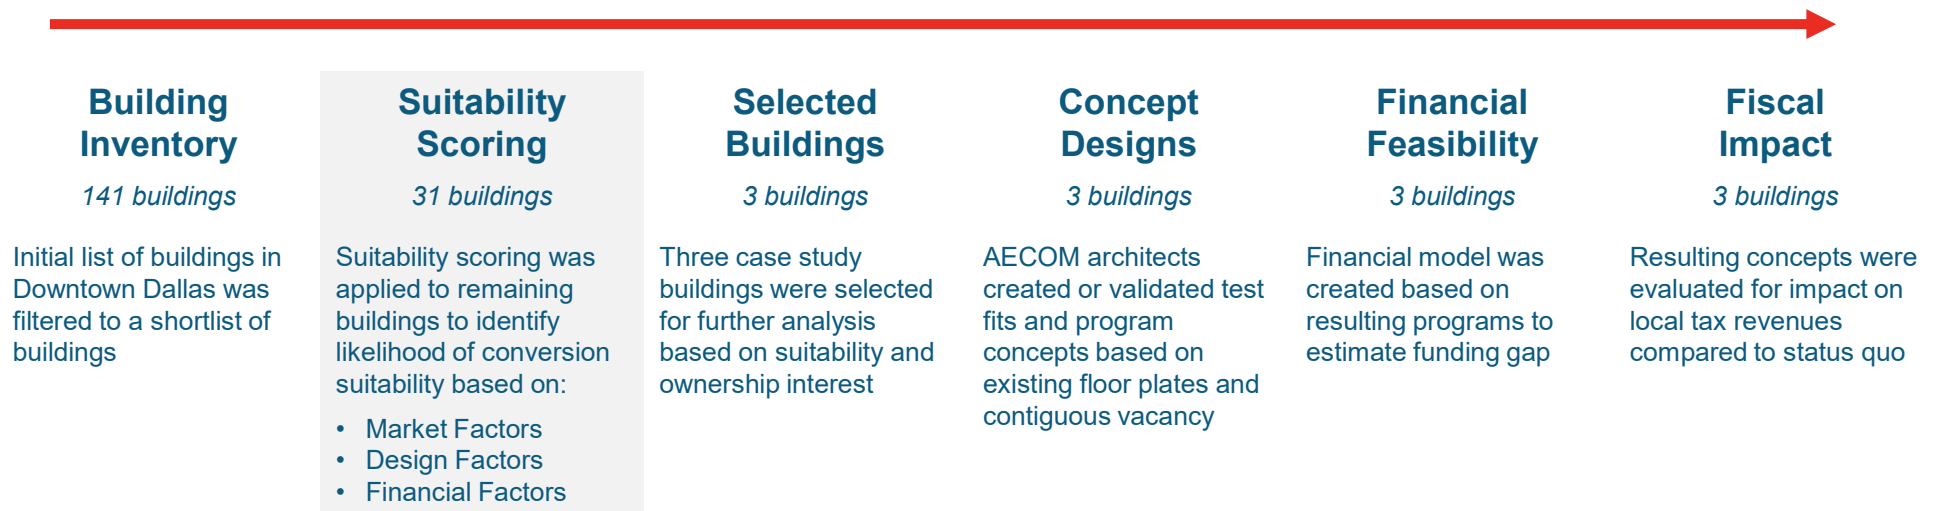 Building
Inventory
141 buildings
Initial list of buildings in
Downtown Dallas was
filtered to a shortlist of
buildings
Suitability
Scoring
31 buildings
Suitability scoring was
applied to remaining
buildings to identify
likelihood of conversion
suitability based on:
• Market Factors
• Design Factors
• Financial Factors
Selected
Buildings
3 buildings
Three case study
buildings were selected
for further analysis
based on suitability and
ownership interest
Concept
Designs
3 buildings
AECOM architects
created or validated test
fits and program
concepts based on
existing floor plates and
contiguous vacancy
Financial
Feasibility
3 buildings
Financial model was
created based on
resulting programs to
estimate funding gap
Fiscal
Impact
3 buildings
Resulting concepts were
evaluated for impact on
local tax revenues
compared to status quo